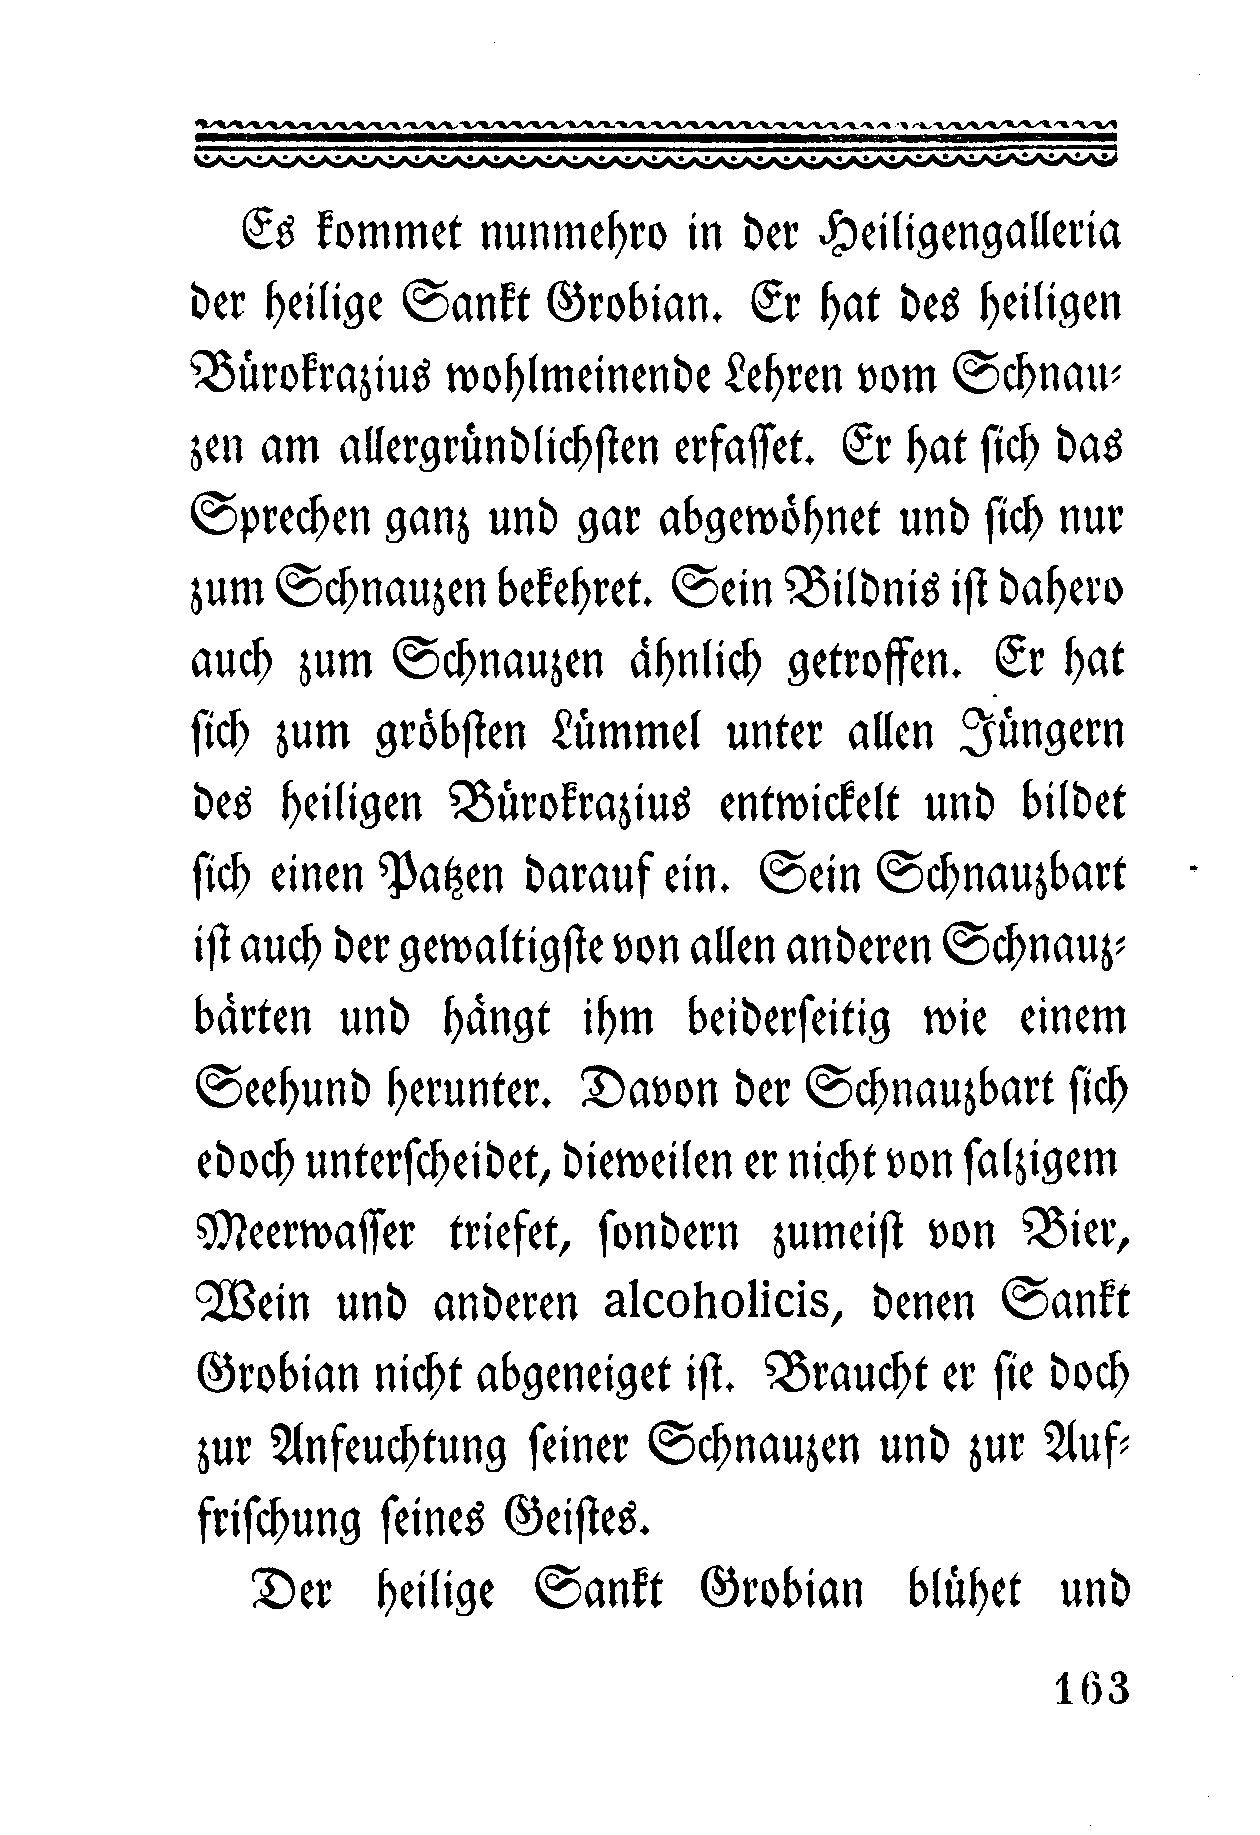 Es kommet nunmehro in der Heiligengalleria
der heilige Sankt Grobian. Er hat des heiligen
Bürokrazius wohlmeinende Lehren vom Schnau-
zen am allergründlichſten erfaſſet. Er hat ſich das
Sprechen ganz und gar abgewöhnet und ſich nur
zum Schnauzen bekehret. Sein Bildnis iſt dahero
auch zum Schnauzen ähnlich getroffen. Er hat
ſich zum gröbſten Lümmel unter allen Jüngern
des heiligen Bürokrazius entwickelt und bildet
ſich einen Patzen darauf ein. Sein Schnauzbart
iſt auch der gewaltigſte von allen anderen Schnauz-
bärten und hängt ihm beiderſeitig wie einem
Seehund herunter. Davon der Schnauzbart ſich
edoch unterſcheidet, dieweilen er nicht von ſalzigem
Meerwaſſer triefet, ſondern zumeiſt von Bier,
Wein und anderen alcoholicis, denen Sankt
Grobian nicht abgeneiget iſt. Braucht er ſie doch
zur Anfeuchtung ſeiner Schnauzen und zur Auf-
friſchung ſeines Geiſtes.
Der heilige Sankt Grobian blühet und
163